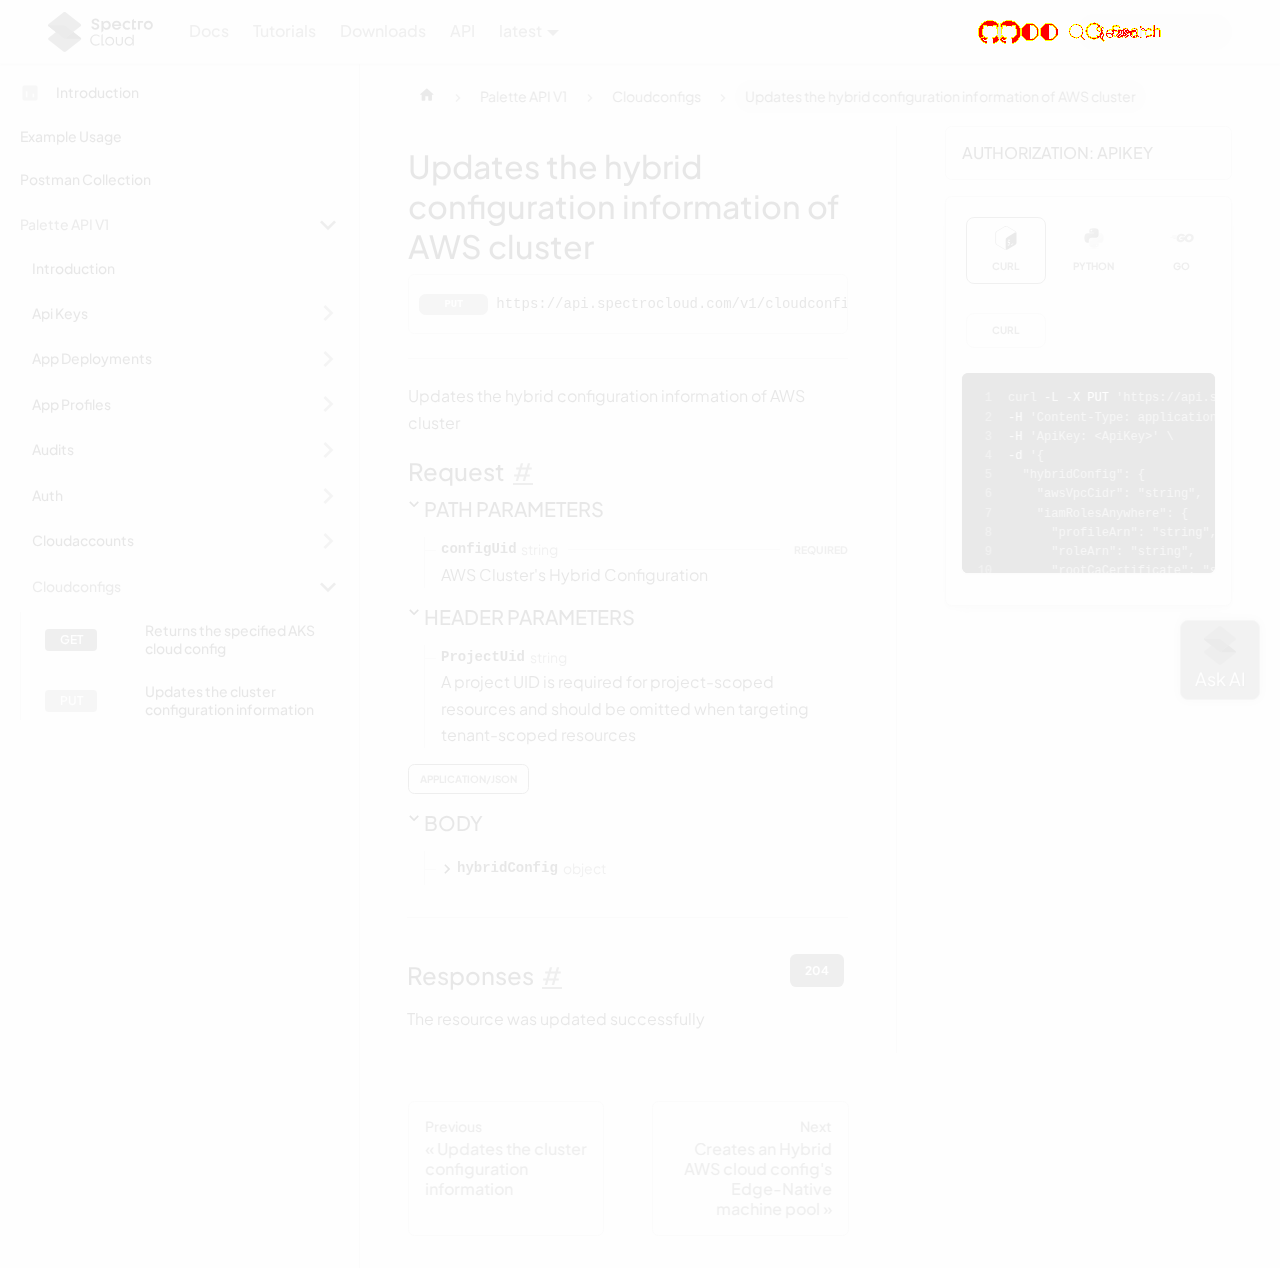 Spectro
Cloud
Docs Tutorials Downloads API latest
Introduction
Example Usage
Postman Collection
Palette API V1
Introduction
Api Keys
App Deployments
App Profiles
Audits
Auth
Cloudaccounts
Cloudconfigs
GET Returns the specified AKS
cloud config
PUT Updates the cluster
configuration information
Palette API V1 Cloudconfigs Updates the hybrid configuration information of AWS cluster
Updates the hybrid
configuration information of
AWS cluster
PUT https://api.spectrocloud.com/v1/cloudconfi
Updates the hybrid configuration information of AWS
cluster
Request #
PATH PARAMETERS
configUid string REQUIRED
AWS Cluster's Hybrid Configuration
HEADER PARAMETERS
ProjectUid string
A project UID is required for project-scoped
resources and should be omitted when targeting
tenant-scoped resources
APPLICATION/JSON
BODY
hybridConfig object
Responses # 204
The resource was updated successfully
Previous
« Updates the cluster
configuration
information
Next
Creates an Hybrid
AWS cloud config's
Edge-Native
machine pool »
AUTHORIZATION: APIKEY
CURL PYTHON GO
CURL
1 curl -L -X PUT 'https://api.s
2 -H 'Content-Type: application
3 -H 'ApiKey: <ApiKey>' \
4 -d '{
5 "hybridConfig": {
6 "awsVpcCidr": "string",
7 "iamRolesAnywhere": {
8 "profileArn": "string",
9 "roleArn": "string",
10 "rootCaCertificate":
Ask AI